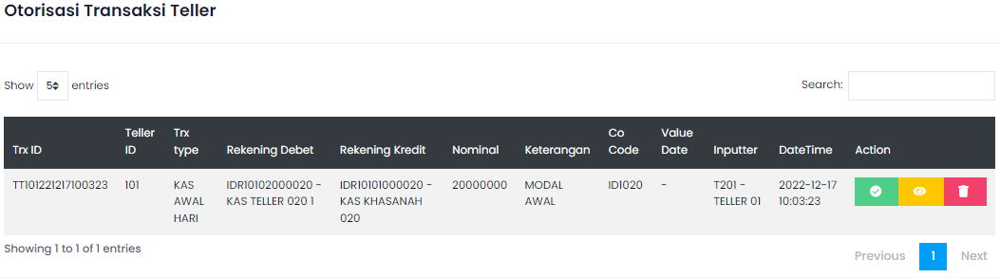 Otorisasi Transaksi Teller
Show 5 entries
Search:
Trx ID Teller ID Trx type Rekening Debet Rekening Kredit Nominal Keterangan Co Code Value Date Inputter DateTime Action
TT101221217100323 101 KAS AWAL HARI IDR10102000020 - KAS TELLER 020 1 IDR10101000020 - KAS KHASANAH 020 20000000 MODAL AWAL ID1020 - T201 - TELLER 01 2022-12-17 10:03:23
Showing 1 to 1 of 1 entries
Previous 1 Next